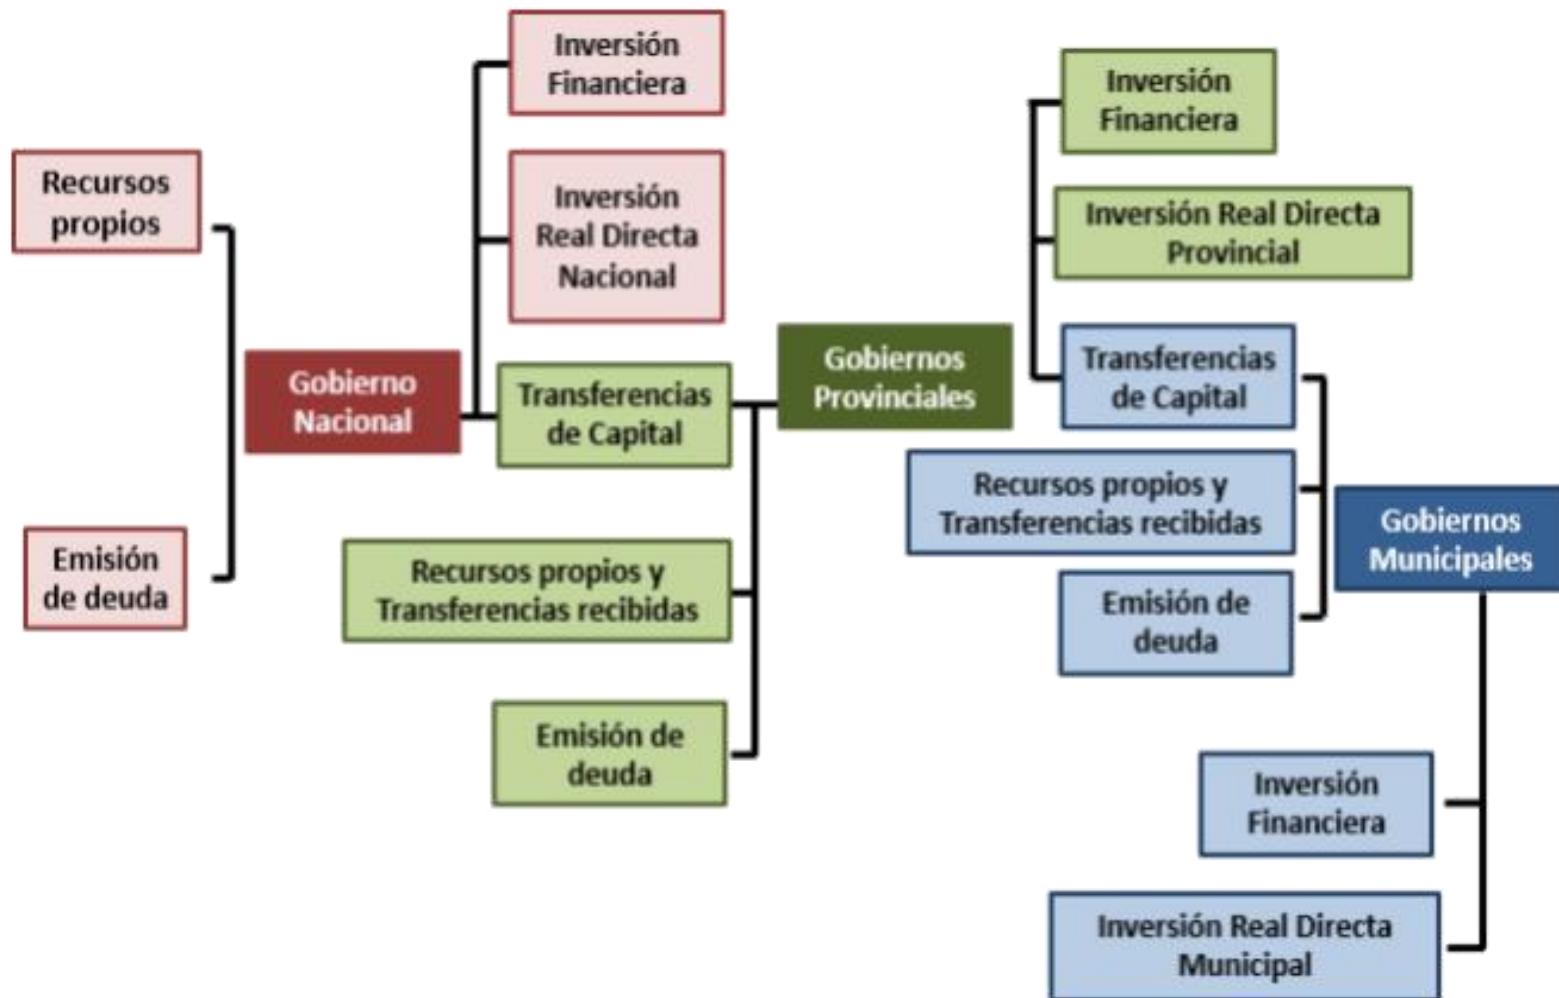 Recursos
propios
Emisión
de deuda
Gobierno
Nacional
Inversión
Financiera
Inversión
Real Directa
Nacional
Transferencias
de Capital
Recursos propios y
Transferencias recibidas
Emisión de
deuda
Gobiernos
Provinciales
Inversión
Financiera
Inversión Real Directa
Provincial
Transferencias
de Capital
Recursos propios y
Transferencias recibidas
Emisión de
deuda
Gobiernos
Municipales
Inversión
Financiera
Inversión Real Directa
Municipal